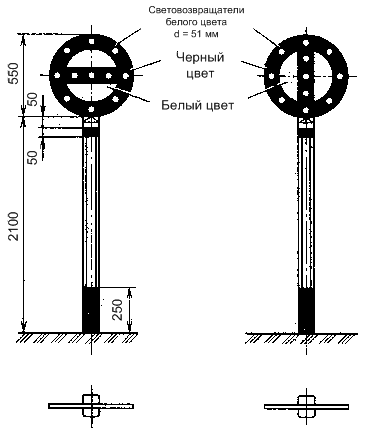 Световозвращатели
белого цвета
d = 51 мм
Черный
цвет
Белый цвет
550
50
50
2100
250